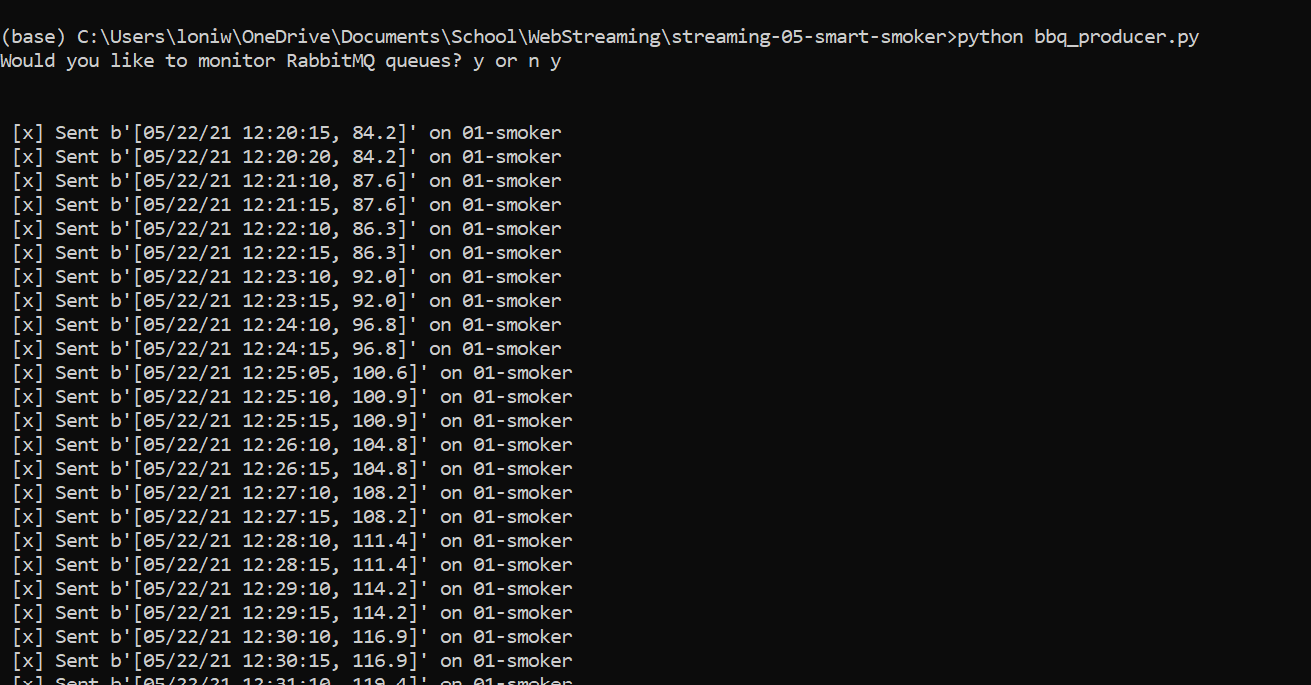 (base) C:\Users\loniw\OneDrive\Documents\School\WebStreaming\streaming-05-smart-smoker>python bbq_producer.py
Would you like to monitor RabbitMQ queues? y or n y
[x] Sent b'[05/22/21 12:20:15, 84.2]' on 01-smoker
[x] Sent b'[05/22/21 12:20:20, 84.2]' on 01-smoker
[x] Sent b'[05/22/21 12:21:10, 87.6]' on 01-smoker
[x] Sent b'[05/22/21 12:21:15, 87.6]' on 01-smoker
[x] Sent b'[05/22/21 12:22:10, 86.3]' on 01-smoker
[x] Sent b'[05/22/21 12:22:15, 86.3]' on 01-smoker
[x] Sent b'[05/22/21 12:23:10, 92.0]' on 01-smoker
[x] Sent b'[05/22/21 12:23:15, 92.0]' on 01-smoker
[x] Sent b'[05/22/21 12:24:10, 96.8]' on 01-smoker
[x] Sent b'[05/22/21 12:24:15, 96.8]' on 01-smoker
[x] Sent b'[05/22/21 12:25:05, 100.6]' on 01-smoker
[x] Sent b'[05/22/21 12:25:10, 100.9]' on 01-smoker
[x] Sent b'[05/22/21 12:25:15, 100.9]' on 01-smoker
[x] Sent b'[05/22/21 12:26:10, 104.8]' on 01-smoker
[x] Sent b'[05/22/21 12:26:15, 104.8]' on 01-smoker
[x] Sent b'[05/22/21 12:27:10, 108.2]' on 01-smoker
[x] Sent b'[05/22/21 12:27:15, 108.2]' on 01-smoker
[x] Sent b'[05/22/21 12:28:10, 111.4]' on 01-smoker
[x] Sent b'[05/22/21 12:28:15, 111.4]' on 01-smoker
[x] Sent b'[05/22/21 12:29:10, 114.2]' on 01-smoker
[x] Sent b'[05/22/21 12:29:15, 114.2]' on 01-smoker
[x] Sent b'[05/22/21 12:30:10, 116.9]' on 01-smoker
[x] Sent b'[05/22/21 12:30:15, 116.9]' on 01-smoker
[x] Sent b'[05/22/21 12:31:10, 119.4]' on 01-smoker